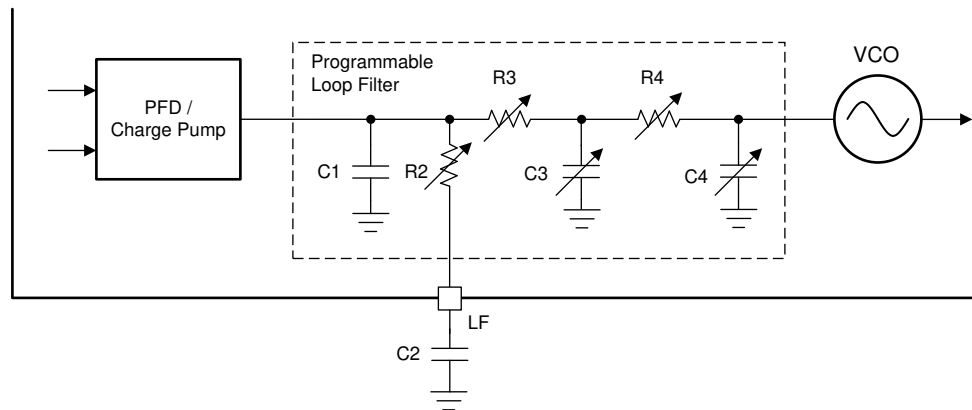 Programmable
Loop Filter
VCO
PFD /
Charge Pump
R3
R4
C1
R2
C3
C4
LF
C2